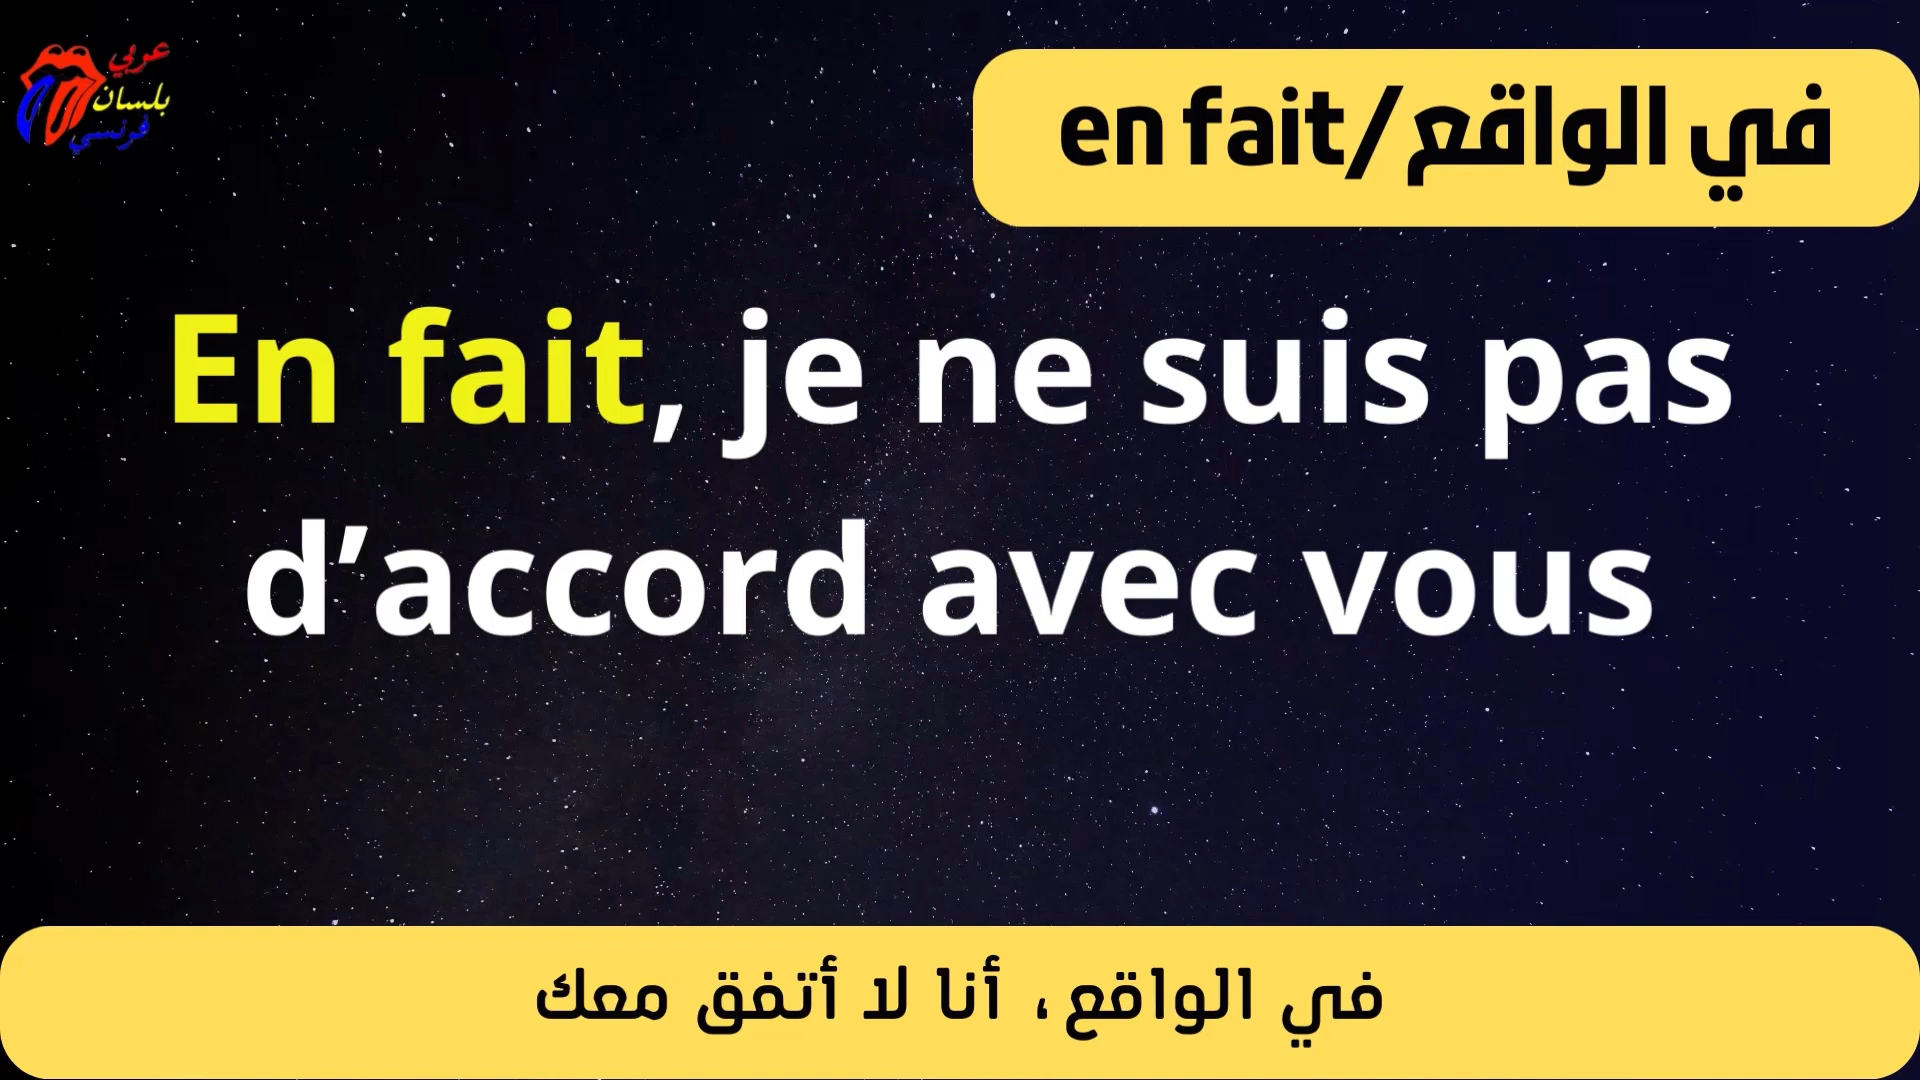 عربي
بلسان
فرنسي
en fait/في الواقع
En fait, je ne suis pas
d’accord avec vous
في الواقع، أنا لا أتفق معك